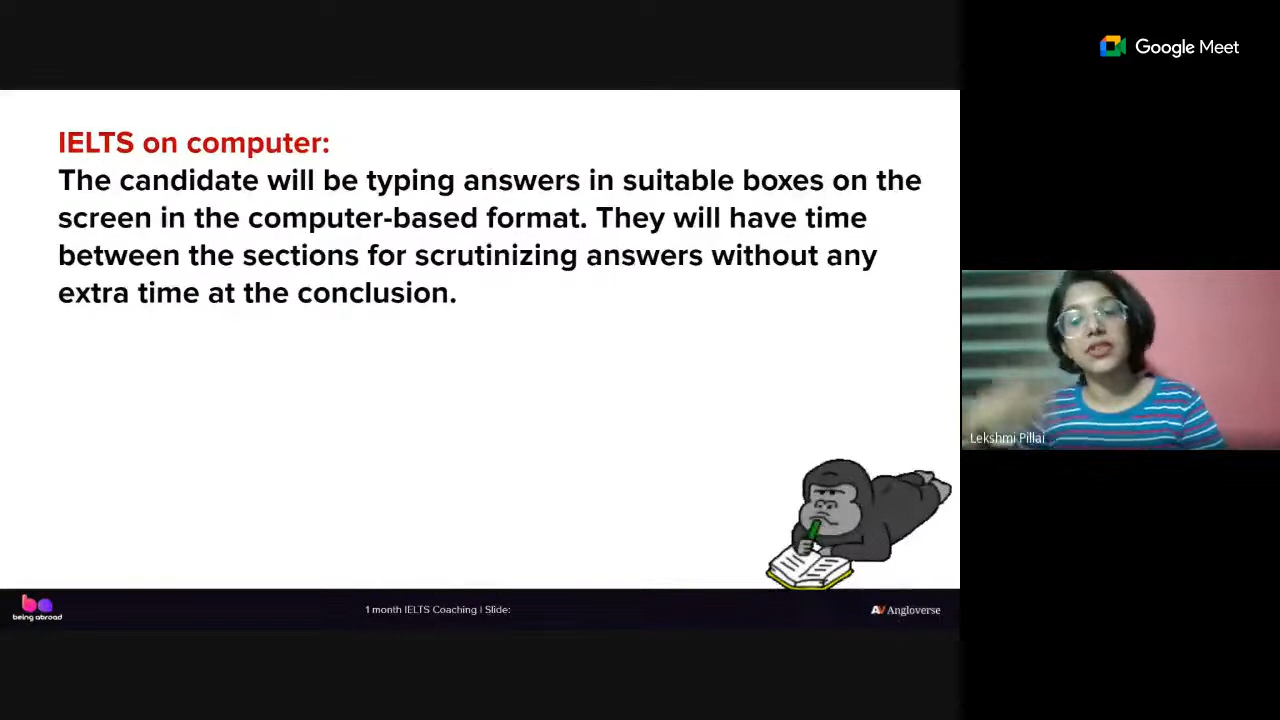 Google Meet
IELTS on computer:
The candidate will be typing answers in suitable boxes on the
screen in the computer-based format. They will have time
between the sections for scrutinizing answers without any
extra time at the conclusion.
Lekshmi Pillai
ba
being abroad
1 month IELTS Coaching | Slide:
AV Angloverse